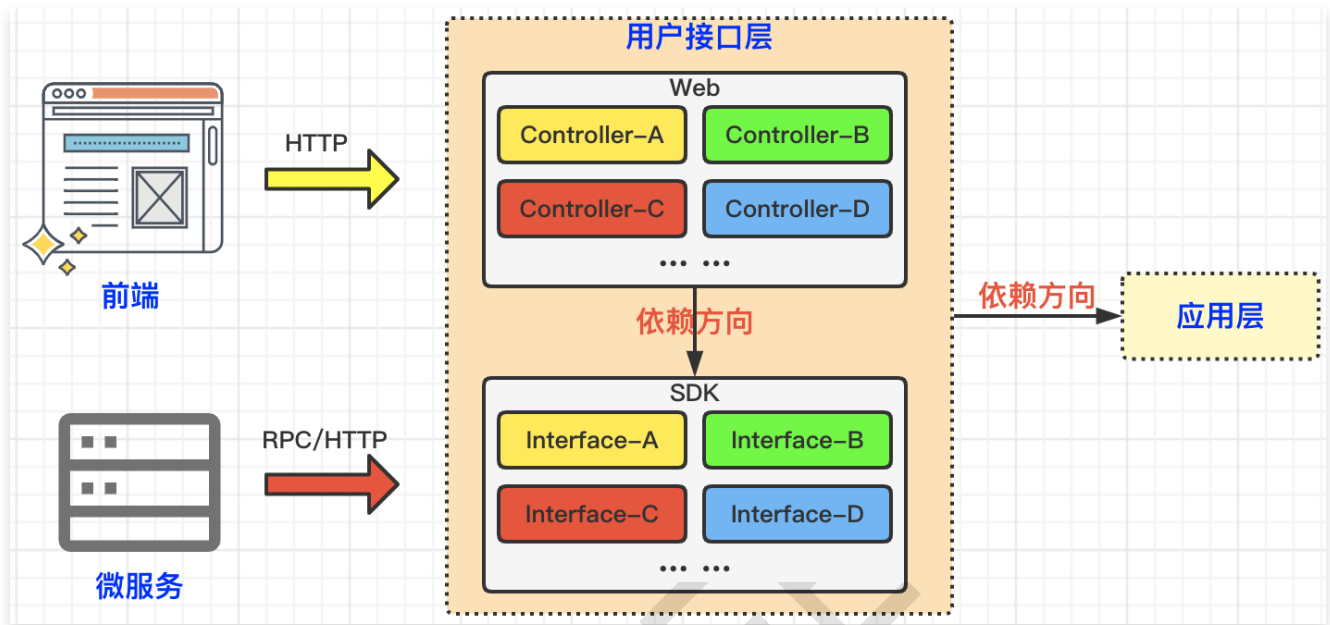 用户接口层
Web
Controller–A
Controller–B
HTTP
Controller–C
Controller–D
... ...
前端
依赖方向
依赖方向
应用层
SDK
Interface–A
Interface–B
RPC/HTTP
Interface–C
Interface–D
... ...
微服务